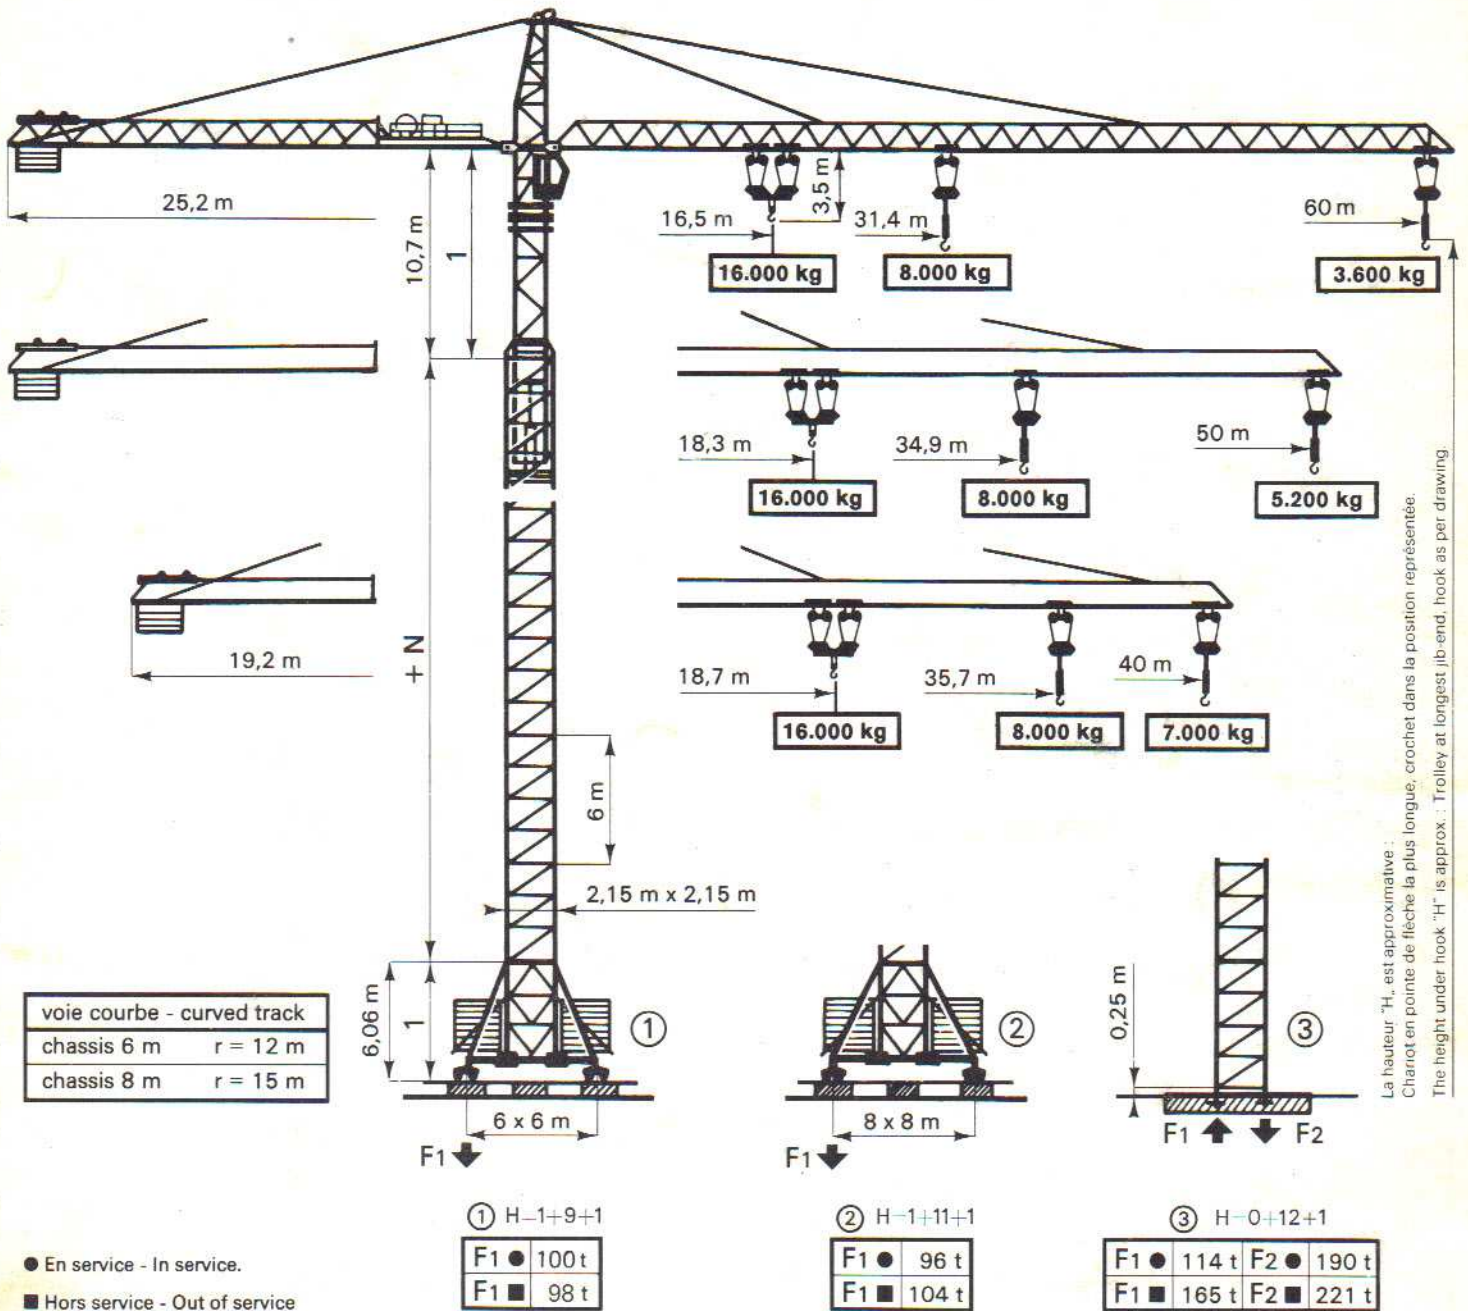 25,2 m
10,7 m
1
16,5 m
3,5 m
31,4 m
60 m
16.000 kg
8.000 kg
3.600 kg
18,3 m
34,9 m
50 m
16.000 kg
8.000 kg
5.200 kg
19,2 m
+ N
18,7 m
35,7 m
40 m
16.000 kg
8.000 kg
7.000 kg
6 m
2,15 m x 2,15 m
La hauteur "H„ est approximative :
Chariot en pointe de flèche la plus longue, crochet dans la position représentée.
The height under hook "H" is approx. : Trolley at longest jib-end, hook as per drawing
voie courbe - curved track
chassis 6 m r = 12 m
chassis 8 m r = 15 m
6,06 m
1
①
②
0,25 m
③
6 x 6 m
F1
8 x 8 m
F1
F1
F2
① H-1+9+1
F1 ● 100 t
F1 ■ 98 t
② H-1+11+1
F1 ● 96 t
F1 ■ 104 t
③ H-0+12+1
F1 ● 114 t F2 ● 190 t
F1 ■ 165 t F2 ■ 221 t
● En service - In service.
■ Hors service - Out of service